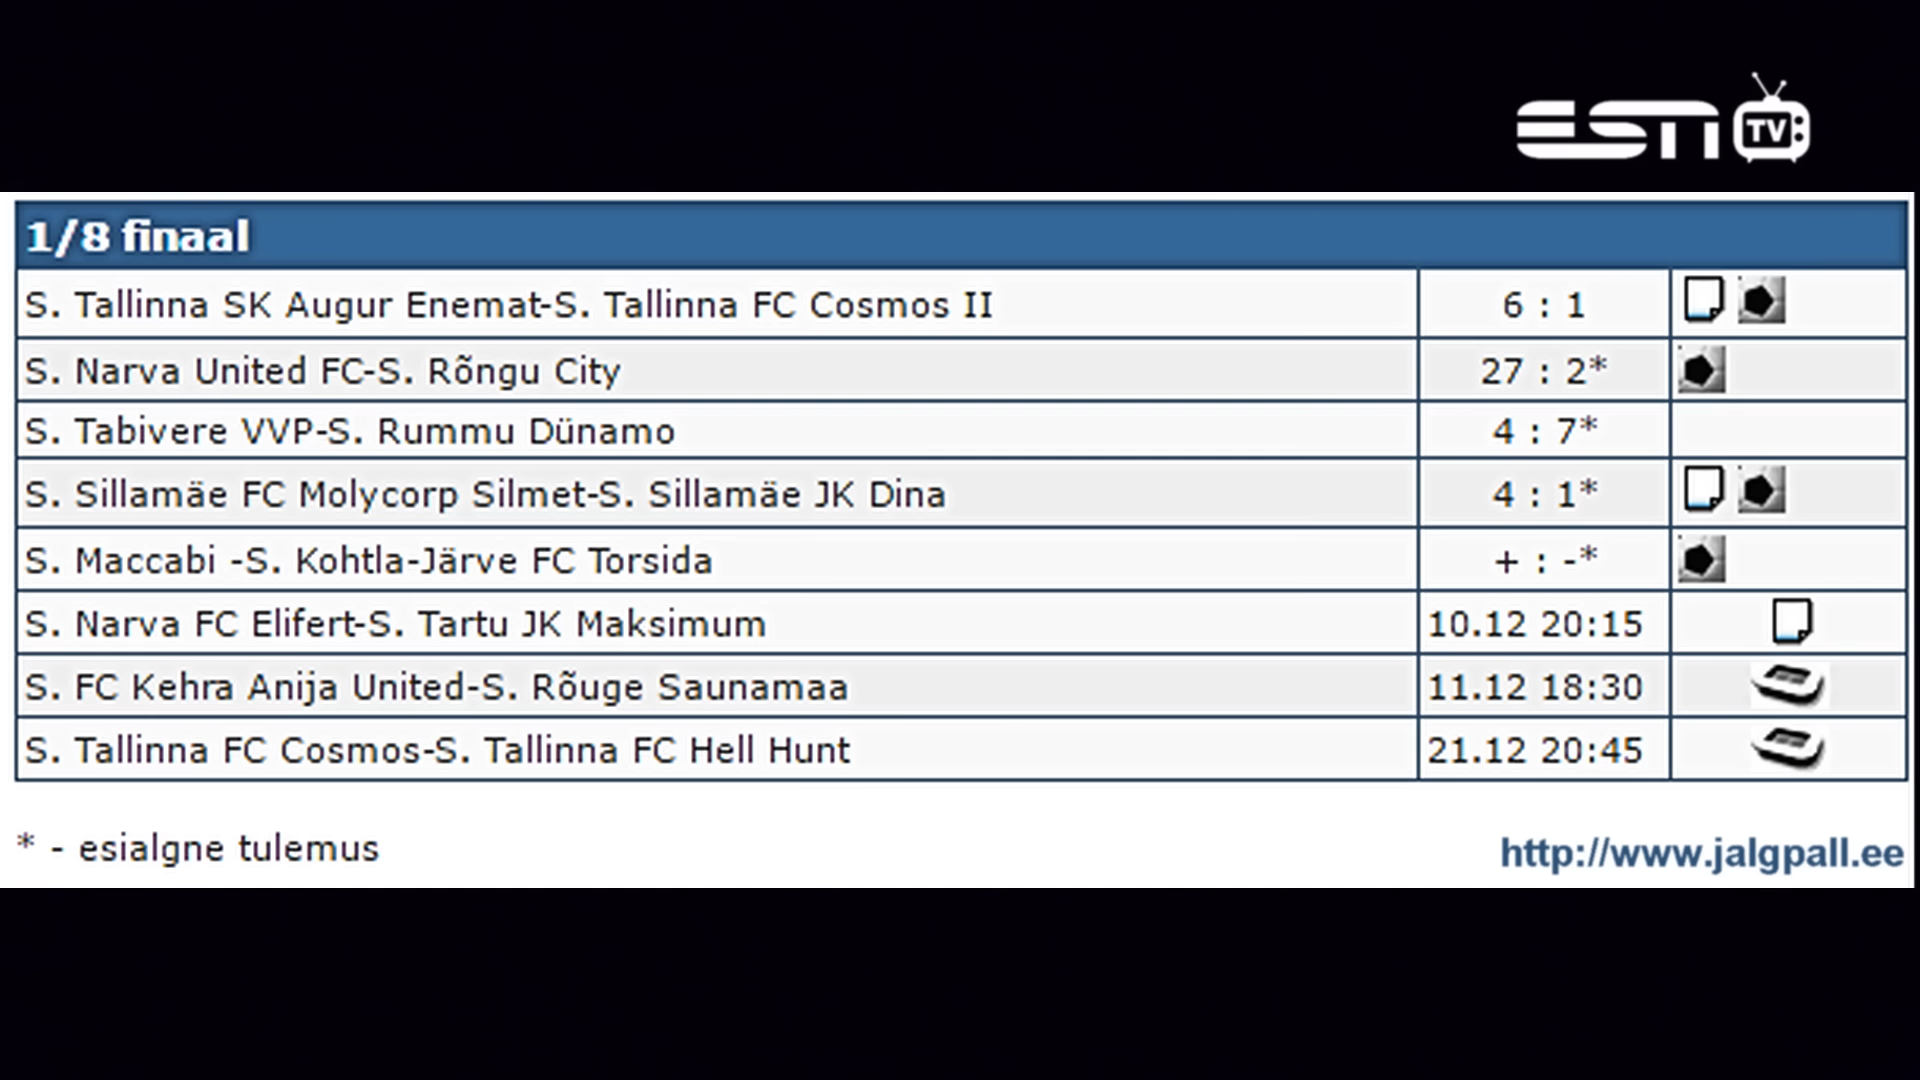 ESTI TV
1/8 finaal
S. Tallinna SK Augur Enemat-S. Tallinna FC Cosmos II 6 : 1
S. Narva United FC-S. Rõngu City 27 : 2*
S. Tabivere VVP-S. Rummu Dünamo 4 : 7*
S. Sillamäe FC Molycorp Silmet-S. Sillamäe JK Dina 4 : 1*
S. Maccabi -S. Kohtla-Järve FC Torsida + : -*
S. Narva FC Elifert-S. Tartu JK Maksimum 10.12 20:15
S. FC Kehra Anija United-S. Rõuge Saunamaa 11.12 18:30
S. Tallinna FC Cosmos-S. Tallinna FC Hell Hunt 21.12 20:45
* - esialgne tulemus
http://www.jalgpall.ee